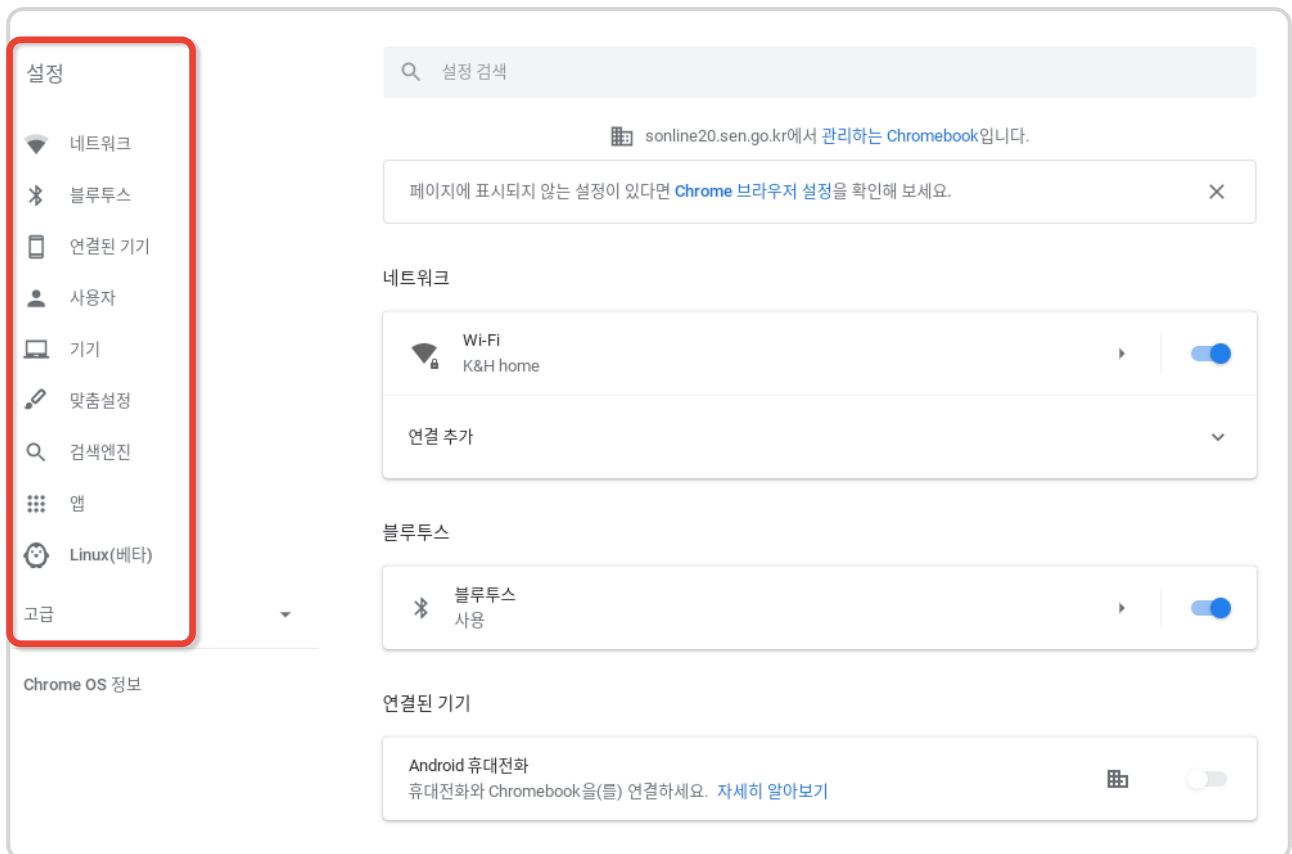 설정
네트워크
블루투스
연결된 기기
사용자
기기
맞춤설정
검색엔진
앱
Linux(베타)
고급
Chrome OS 정보
설정 검색
sonline20.sen.go.kr에서 관리하는 Chromebook입니다.
페이지에 표시되지 않는 설정이 있다면 Chrome 브라우저 설정을 확인해 보세요.
네트워크
Wi-Fi
K&H home
연결 추가
블루투스
블루투스
사용
연결된 기기
Android 휴대전화
휴대전화와 Chromebook을(를) 연결하세요. 자세히 알아보기